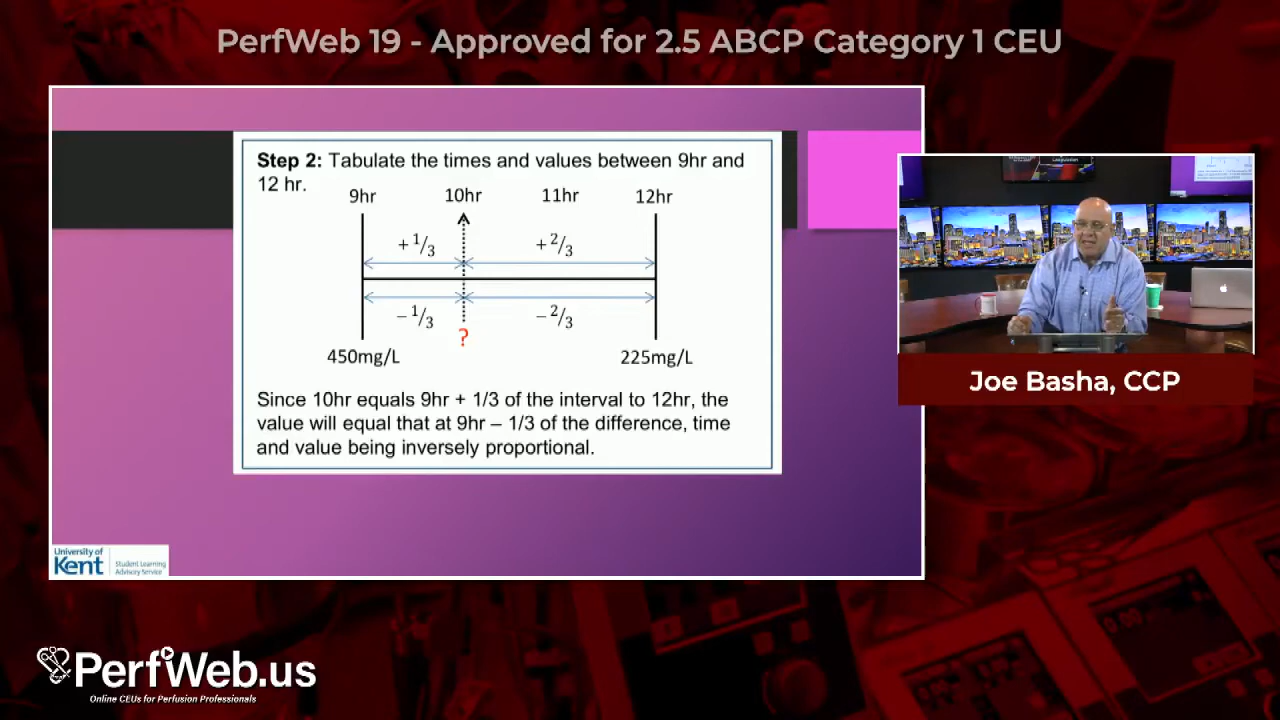 PerfWeb 19 - Approved for 2.5 ABCP Category 1 CEU
Step 2: Tabulate the times and values between 9hr and
12 hr.
9hr 10hr 11hr 12hr
+ 1/3 + 2/3
– 1/3 – 2/3
?
450mg/L 225mg/L
Since 10hr equals 9hr + 1/3 of the interval to 12hr, the
value will equal that at 9hr – 1/3 of the difference, time
and value being inversely proportional.
University of
Kent
Student Learning
Advisory Service
Joe Basha, CCP
PerfWeb.us
Online CEUs for Perfusion Professionals